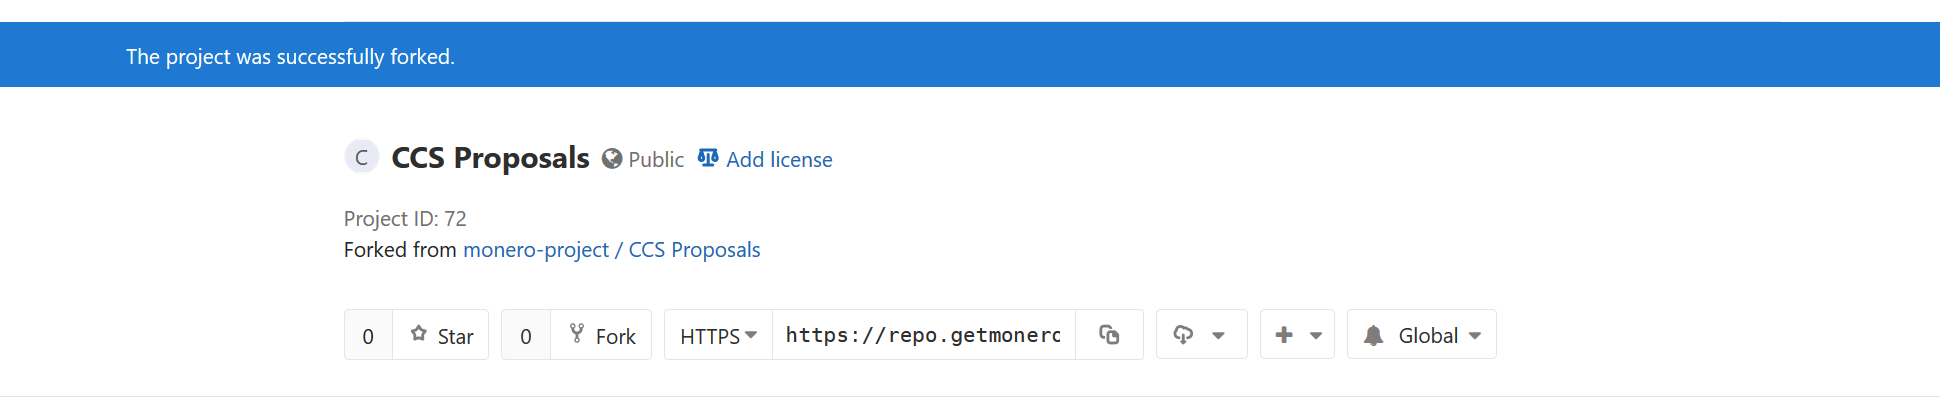 The project was successfully forked.
C CCS Proposals Public Add license
Project ID: 72
Forked from monero-project / CCS Proposals
0 Star 0 Fork HTTPS https://repo.getmonero Global